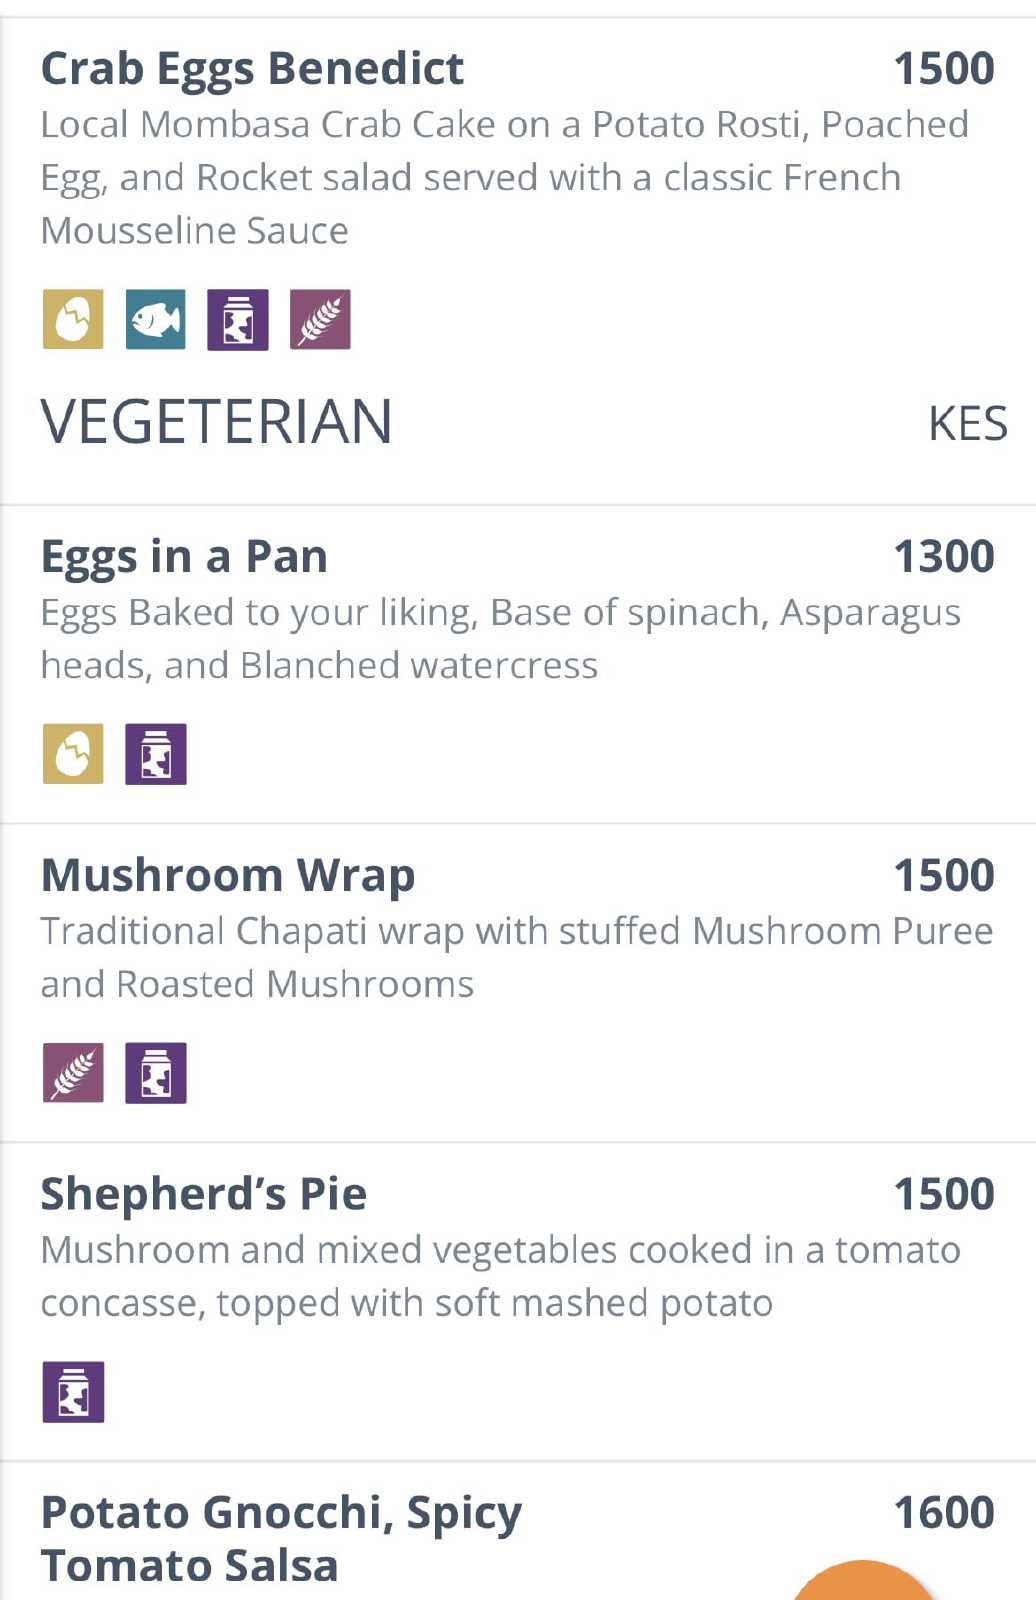 Crab Eggs Benedict 1500
Local Mombasa Crab Cake on a Potato Rosti, Poached
Egg, and Rocket salad served with a classic French
Mousseline Sauce
VEGETERIAN KES
Eggs in a Pan 1300
Eggs Baked to your liking, Base of spinach, Asparagus
heads, and Blanched watercress
Mushroom Wrap 1500
Traditional Chapati wrap with stuffed Mushroom Puree
and Roasted Mushrooms
Shepherd’s Pie 1500
Mushroom and mixed vegetables cooked in a tomato
concasse, topped with soft mashed potato
Potato Gnocchi, Spicy 1600
Tomato Salsa